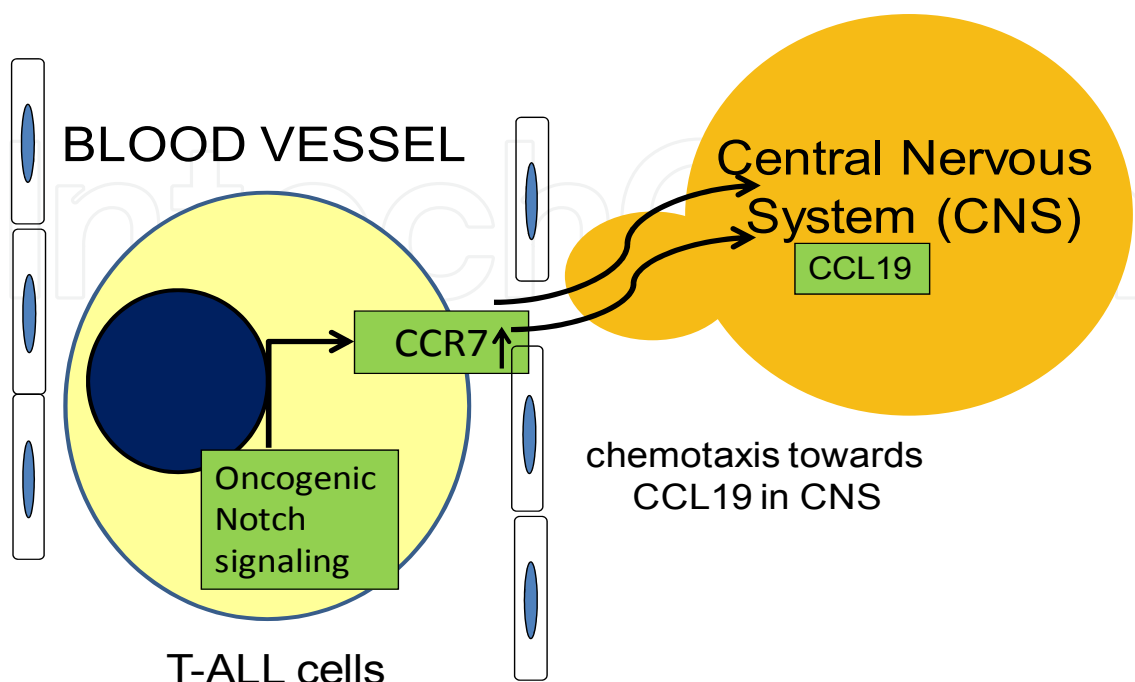 BLOOD VESSEL
Central Nervous
System (CNS)
CCL19
CCR7
Oncogenic
Notch
signaling
chemotaxis towards
CCL19 in CNS
T-ALL cells